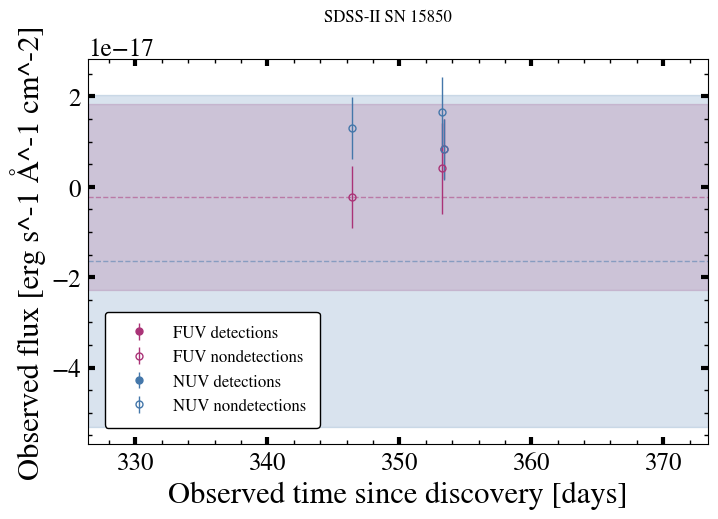 SDSS-II SN 15850
1e−17
Observed flux [erg s^-1 Å^-1 cm^-2]
2
0
−2
−4
FUV detections
FUV nondetections
NUV detections
NUV nondetections
330
340
350
360
370
Observed time since discovery [days]